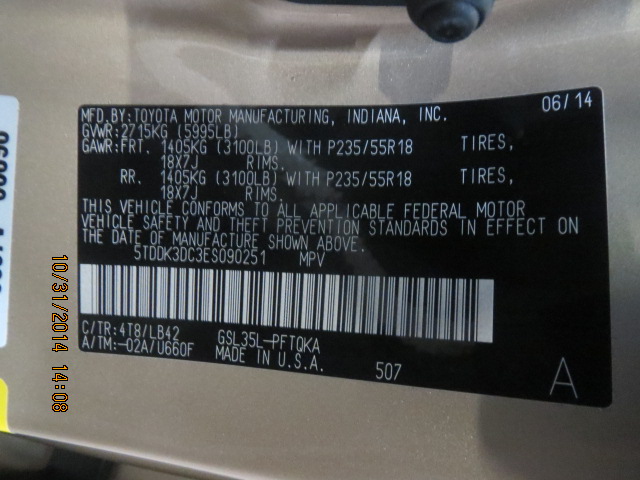 MFD.BY:TOYOTA MOTOR MANUFACTURING, INDIANA, INC. 06/14
GVWR:2715KG (5995LB)
GAWR:FRT. 1405KG (3100LB) WITH P235/55R18 TIRES,
18X7J RIMS.
RR. 1405KG (3100LB) WITH P235/55R18 TIRES,
18X7J RIMS.
THIS VEHICLE CONFORMS TO ALL APPLICABLE FEDERAL MOTOR
VEHICLE SAFETY AND THEFT PREVENTION STANDARDS IN EFFECT ON
THE DATE OF MANUFACTURE SHOWN ABOVE.
5TDDK3DC3ES090251 MPV
C/TR:4T8/LB42 GSL35L-PFTQKA
A/TM:-02A/U660F MADE IN U.S.A.
507
A
10/31/2014 14:08